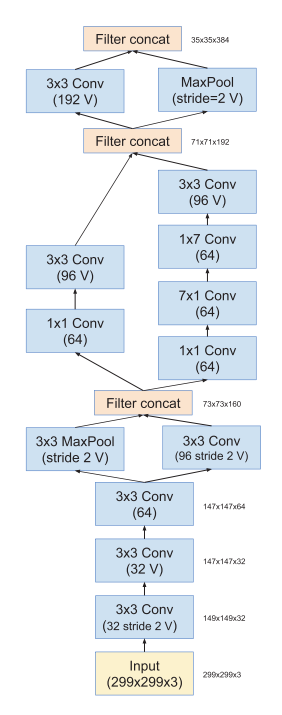 Filter concat
35x35x384
3x3 Conv
(192 V)
MaxPool
(stride=2 V)
Filter concat
71x71x192
3x3 Conv
(96 V)
1x7 Conv
(64)
3x3 Conv
(96 V)
7x1 Conv
(64)
1x1 Conv
(64)
1x1 Conv
(64)
Filter concat
73x73x160
3x3 MaxPool
(stride 2 V)
3x3 Conv
(96 stride 2 V)
3x3 Conv
(64)
147x147x64
3x3 Conv
(32 V)
147x147x32
3x3 Conv
(32 stride 2 V)
149x149x32
Input
(299x299x3)
299x299x3